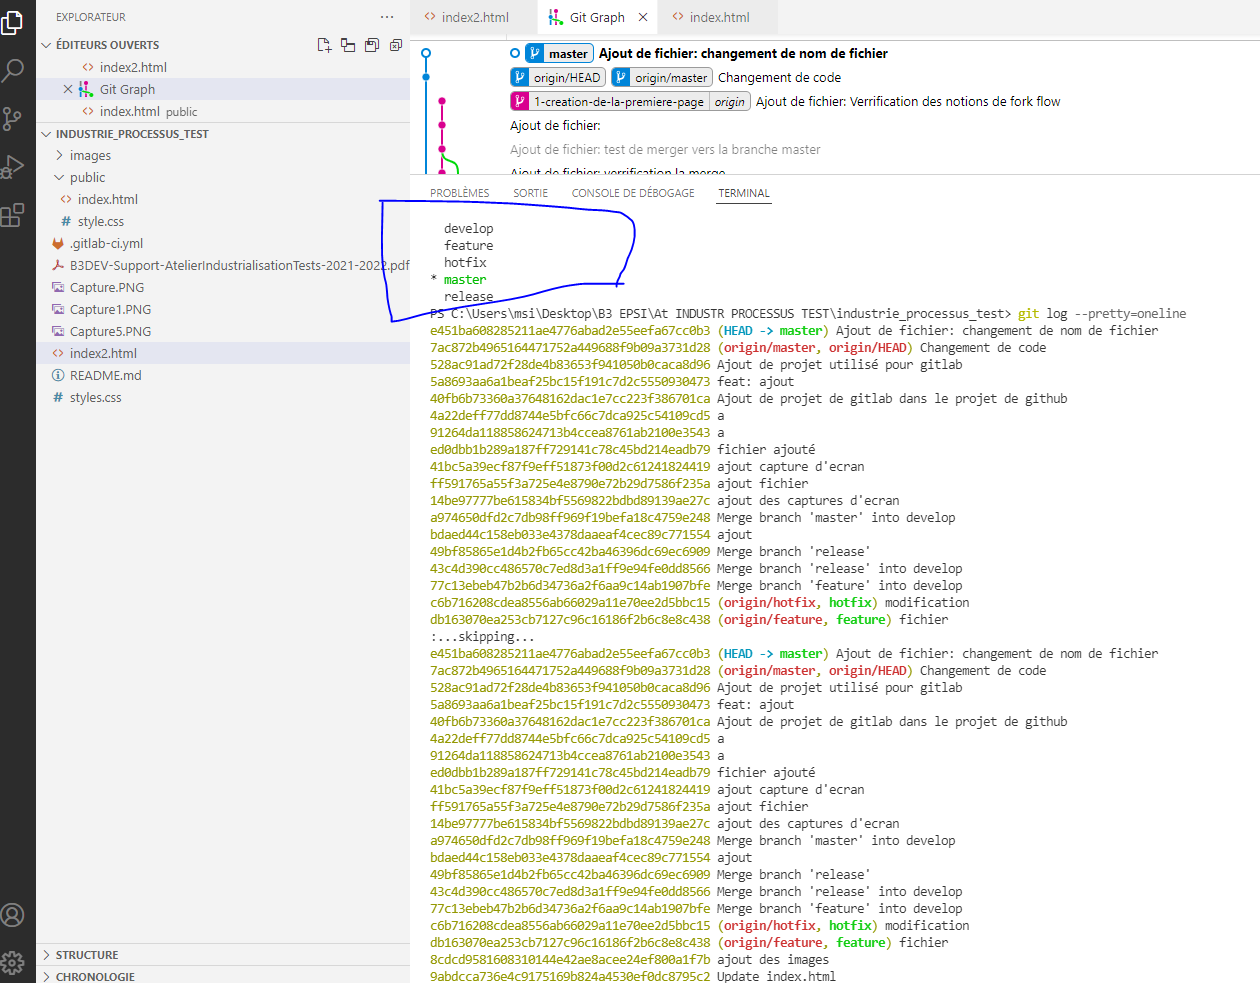 EXPLORATEUR
ÉDITEURS OUVERTS
index2.html
Git Graph
index.html public
INDUSTRIE_PROCESSUS_TEST
images
public
index.html
style.css
.gitlab-ci.yml
B3DEV-Support-AtelierIndustrialisationTests-2021-2022.pdf
Capture.PNG
Capture1.PNG
Capture5.PNG
index2.html
README.md
styles.css
STRUCTURE
CHRONOLOGIE
index2.html Git Graph index.html
master Ajout de fichier: changement de nom de fichier
origin/HEAD origin/master Changement de code
1-creation-de-la-premiere-page origin Ajout de fichier: Verrification des notions de fork flow
Ajout de fichier:
Ajout de fichier: test de merger vers la branche master
Ajout de fichier: verrification la merge
PROBLÈMES SORTIE CONSOLE DE DÉBOGAGE TERMINAL
develop
feature
hotfix
* master
release
PS C:\Users\msi\Desktop\B3 EPSI\At INDUSTR PROCESSUS TEST\industrie_processus_test> git log --pretty=oneline
e451ba608285211ae4776abad2e55eefa67cc0b3 (HEAD -> master) Ajout de fichier: changement de nom de fichier
7ac872b4965164471752a449688f9b09a3731d28 (origin/master, origin/HEAD) Changement de code
528ac91ad72f28de4b83653f941050b0caca8d96 Ajout de projet utilisé pour gitlab
5a8693aa6a1beaf25bc15f191c7d2c5550930473 feat: ajout
40fb6b73360a37648162dac1e7cc223f386701ca Ajout de projet de gitlab dans le projet de github
4a22deff77dd8744e5bfc66c7dca925c54109cd5 a
91264da118858624713b4ccea8761ab2100e3543 a
ed0dbb1b289a187ff729141c78c45bd214eadb79 fichier ajouté
41bc5a39ecf87f9eff51873f00d2c61241824419 ajout capture d'ecran
ff591765a55f3a725e4e8790e72b29d7586f235a ajout fichier
14be97777be615834bf5569822bdbd89139ae27c ajout des captures d'ecran
a974650dfd2c7db98ff969f19befa18c4759e248 Merge branch 'master' into develop
bdaed44c158eb033e4378daaeaf4cec89c771554 ajout
49bf85865e1d4b2fb65cc42ba46396dc69ec6909 Merge branch 'release'
43c4d390cc486570c7ed8d3a1ff9e94fe0dd8566 Merge branch 'release' into develop
77c13ebeb47b2b6d34736a2f6aa9c14ab1907bfe Merge branch 'feature' into develop
c6b716208cdea8556ab66029a11e70ee2d5bbc15 (origin/hotfix, hotfix) modification
db163070ea253cb7127c96c16186f2b6c8e8c438 (origin/feature, feature) fichier
:...skipping...
e451ba608285211ae4776abad2e55eefa67cc0b3 (HEAD -> master) Ajout de fichier: changement de nom de fichier
7ac872b4965164471752a449688f9b09a3731d28 (origin/master, origin/HEAD) Changement de code
528ac91ad72f28de4b83653f941050b0caca8d96 Ajout de projet utilisé pour gitlab
5a8693aa6a1beaf25bc15f191c7d2c5550930473 feat: ajout
40fb6b73360a37648162dac1e7cc223f386701ca Ajout de projet de gitlab dans le projet de github
4a22deff77dd8744e5bfc66c7dca925c54109cd5 a
91264da118858624713b4ccea8761ab2100e3543 a
ed0dbb1b289a187ff729141c78c45bd214eadb79 fichier ajouté
41bc5a39ecf87f9eff51873f00d2c61241824419 ajout capture d'ecran
ff591765a55f3a725e4e8790e72b29d7586f235a ajout fichier
14be97777be615834bf5569822bdbd89139ae27c ajout des captures d'ecran
a974650dfd2c7db98ff969f19befa18c4759e248 Merge branch 'master' into develop
bdaed44c158eb033e4378daaeaf4cec89c771554 ajout
49bf85865e1d4b2fb65cc42ba46396dc69ec6909 Merge branch 'release'
43c4d390cc486570c7ed8d3a1ff9e94fe0dd8566 Merge branch 'release' into develop
77c13ebeb47b2b6d34736a2f6aa9c14ab1907bfe Merge branch 'feature' into develop
c6b716208cdea8556ab66029a11e70ee2d5bbc15 (origin/hotfix, hotfix) modification
db163070ea253cb7127c96c16186f2b6c8e8c438 (origin/feature, feature) fichier
8cdcd9581608310144e42ae8acee24ef800a1f7b ajout des images
9abdcca736e4c9175169b824a4530ef0dc8795c2 Update index.html